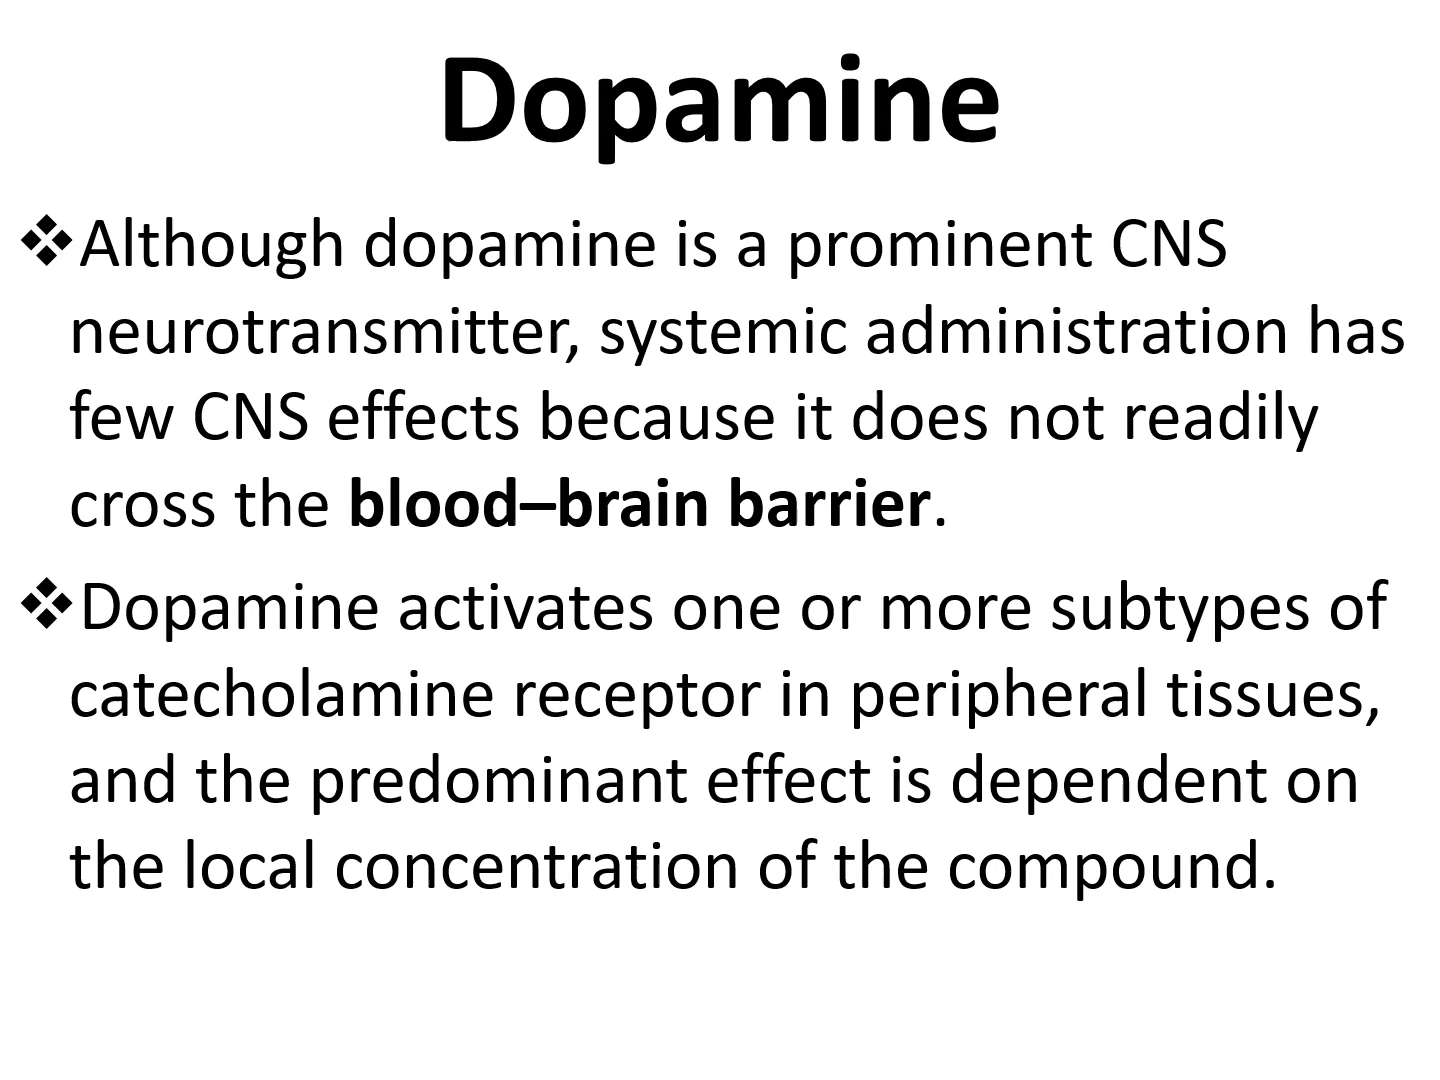 Dopamine
❖Although dopamine is a prominent CNS
neurotransmitter, systemic administration has
few CNS effects because it does not readily
cross the blood–brain barrier.
❖Dopamine activates one or more subtypes of
catecholamine receptor in peripheral tissues,
and the predominant effect is dependent on
the local concentration of the compound.